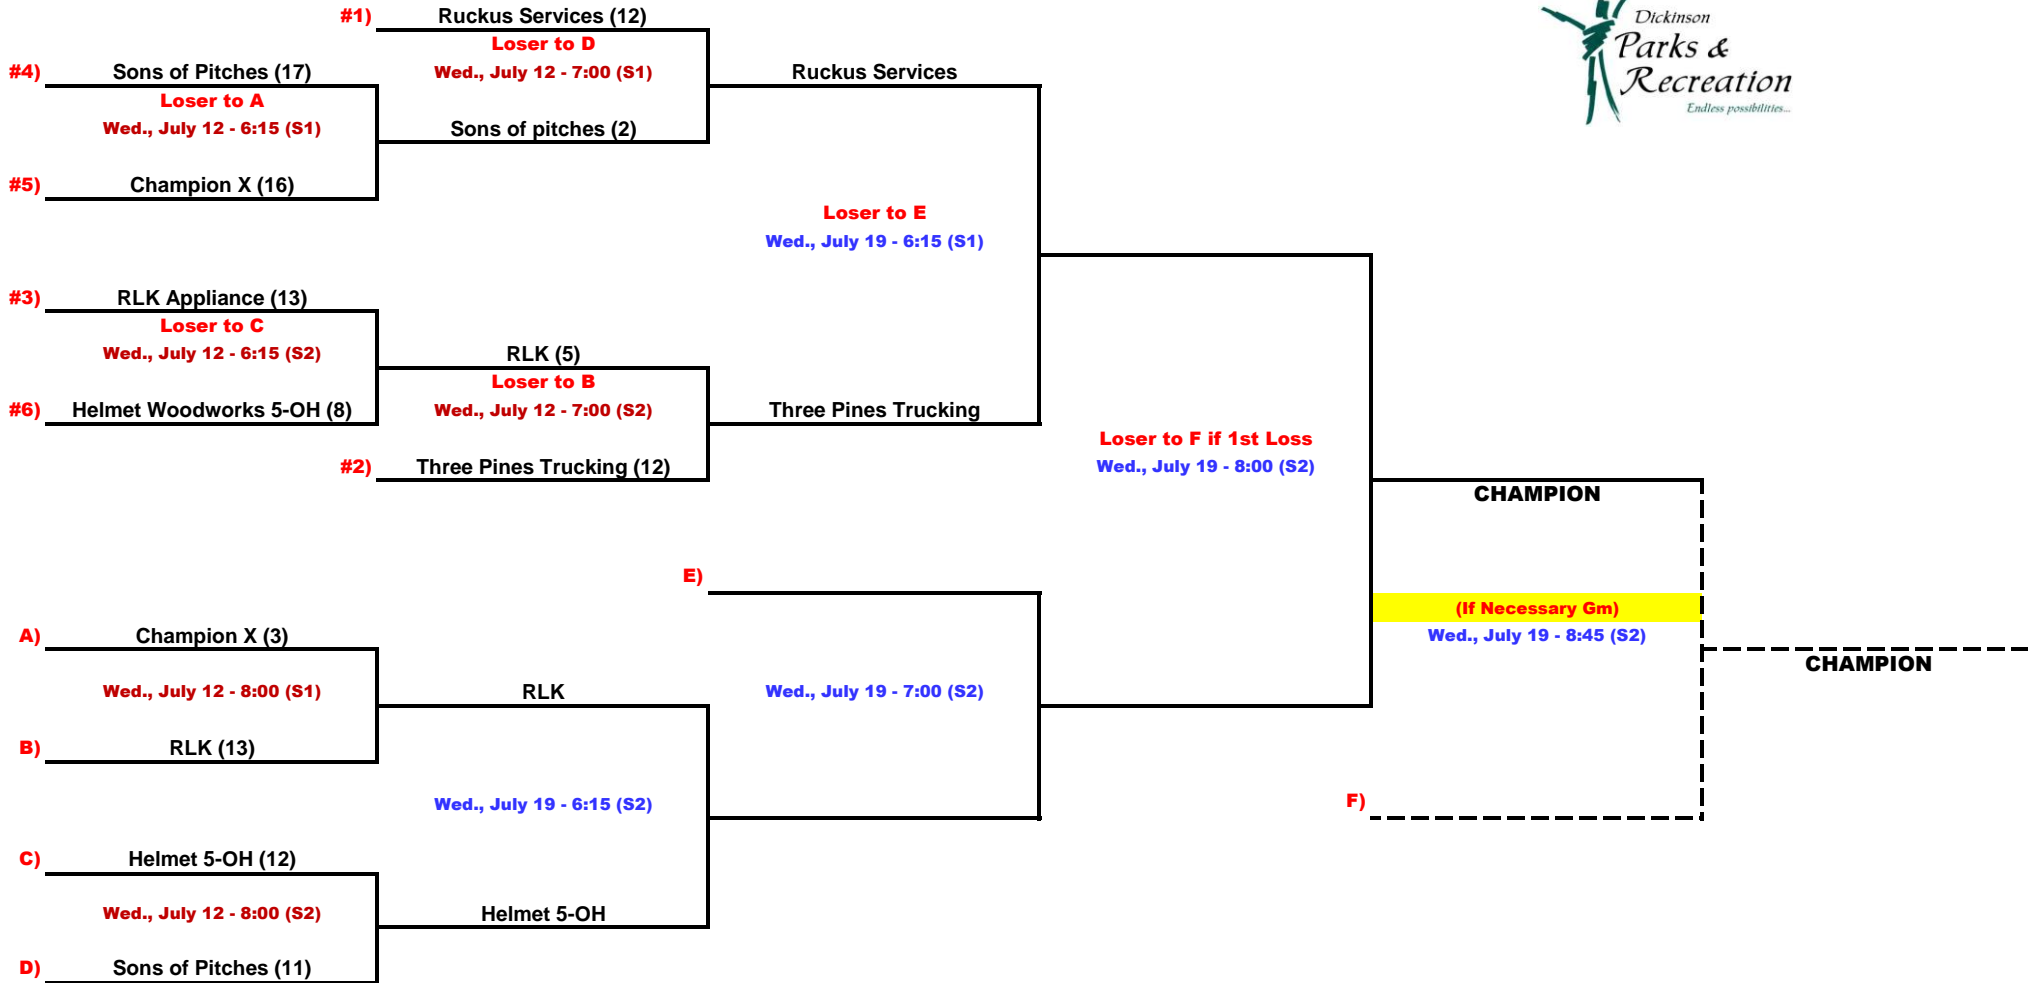 #1) Ruckus Services (12)
Loser to D
Wed., July 12 - 7:00 (S1)
Dickinson
Parks &
Recreation
Endless possibilities...
#4) Sons of Pitches (17)
Loser to A
Wed., July 12 - 6:15 (S1)
Ruckus Services
Sons of pitches (2)
#5) Champion X (16)
Loser to E
Wed., July 19 - 6:15 (S1)
#3) RLK Appliance (13)
Loser to C
Wed., July 12 - 6:15 (S2)
RLK (5)
Loser to B
Wed., July 12 - 7:00 (S2)
#6) Helmet Woodworks 5-OH (8)
Three Pines Trucking
#2) Three Pines Trucking (12)
Loser to F if 1st Loss
Wed., July 19 - 8:00 (S2)
CHAMPION
E)
(If Necessary Gm)
Wed., July 19 - 8:45 (S2)
CHAMPION
A) Champion X (3)
Wed., July 12 - 8:00 (S1)
RLK
Wed., July 19 - 7:00 (S2)
B) RLK (13)
Wed., July 19 - 6:15 (S2)
F)
C) Helmet 5-OH (12)
Wed., July 12 - 8:00 (S2)
Helmet 5-OH
D) Sons of Pitches (11)